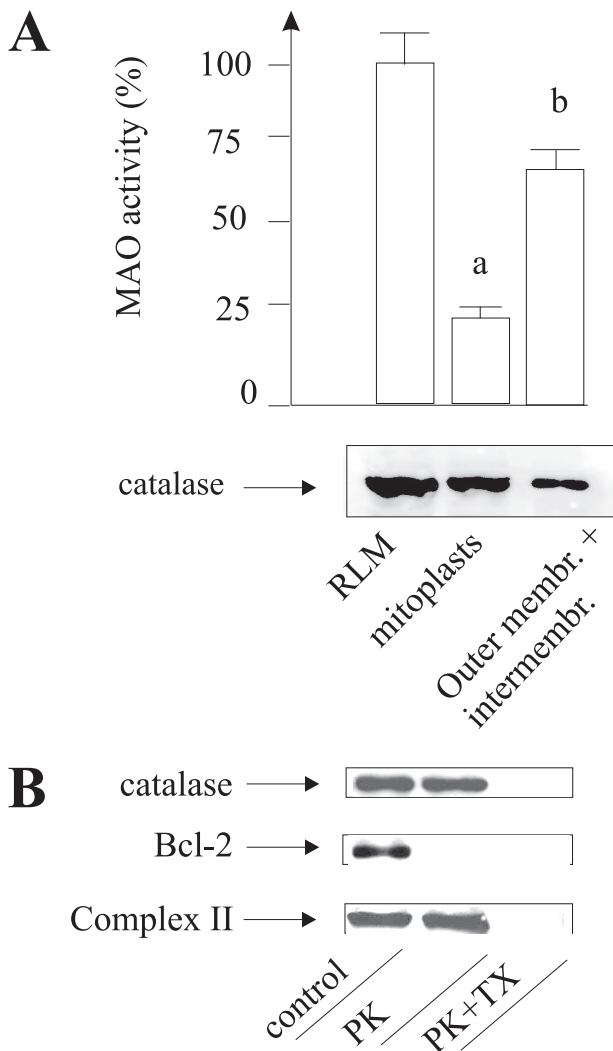 A
MAO activity (%)
100
75
50
25
0
a
b
catalase
RLM
mitoplasts
Outer membr. +
intermembr.
B
catalase
Bcl-2
Complex II
control
PK
PK+TX